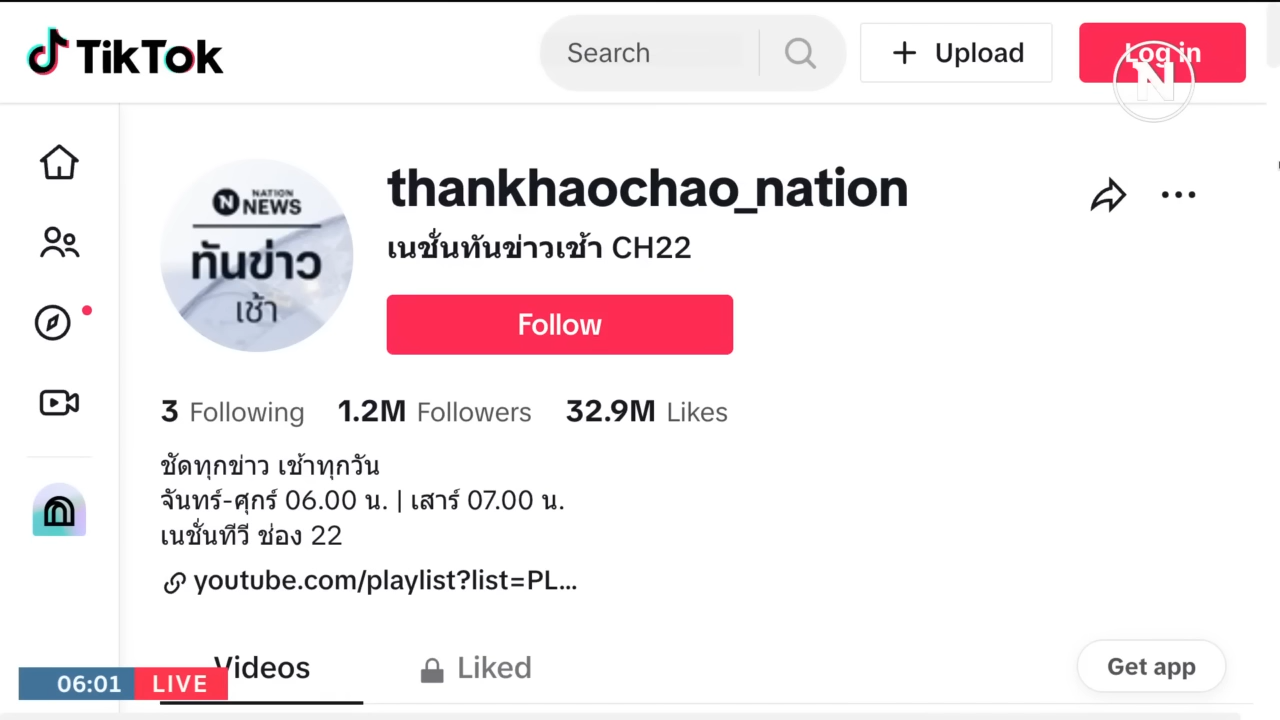 TikTok
Search
+ Upload
Log in
N
thankhaochao_nation
เนชั่นทันข่าวเช้า CH22
N NATION NEWS
ทันข่าว
เช้า
Follow
3 Following 1.2M Followers 32.9M Likes
ชัดทุกข่าว เช้าทุกวัน
จันทร์-ศุกร์ 06.00 น. | เสาร์ 07.00 น.
เนชั่นทีวี ช่อง 22
youtube.com/playlist?list=PL...
Videos
Liked
Get app
06:01 LIVE